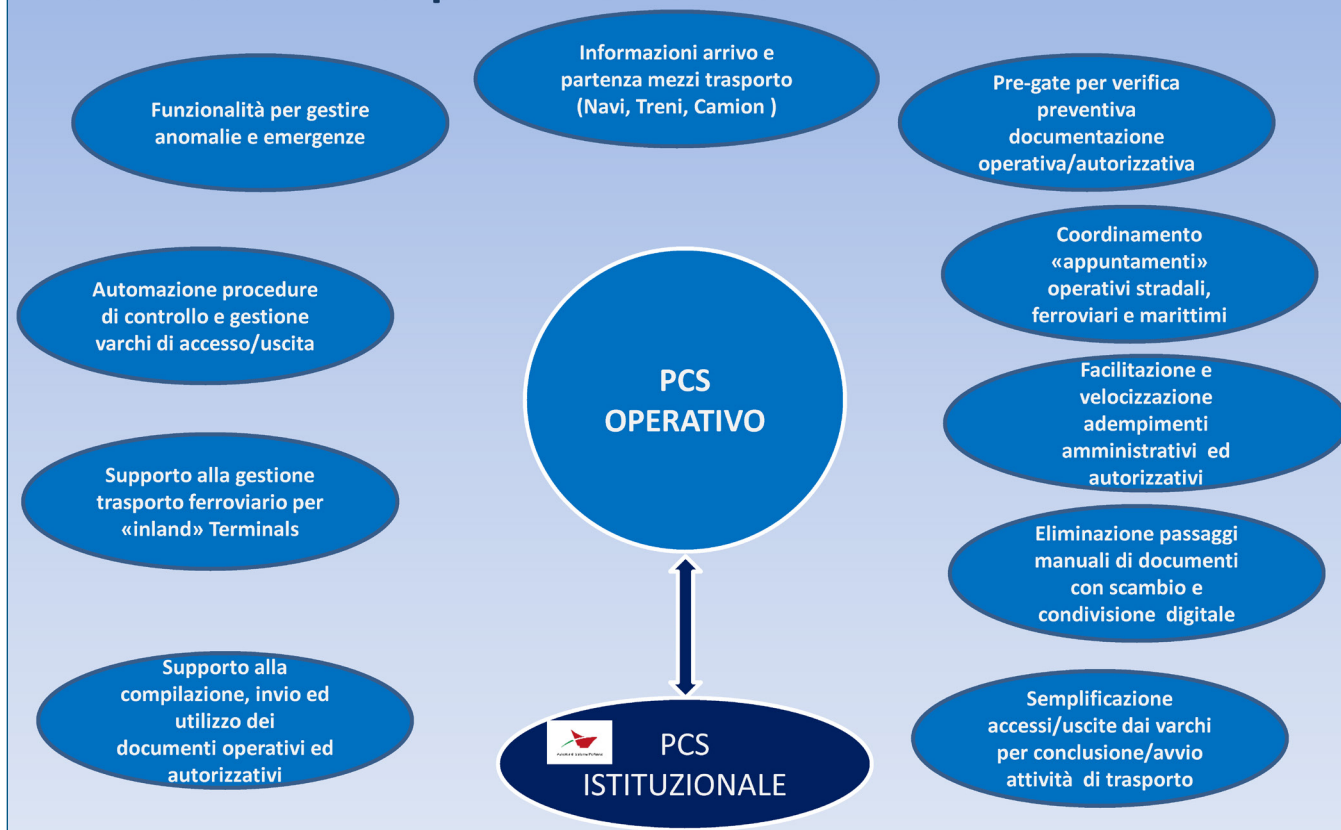 Informazioni arrivo e
partenza mezzi trasporto
(Navi, Treni, Camion )
Funzionalità per gestire
anomalie e emergenze
Pre-gate per verifica
preventiva
documentazione
operativa/autorizzativa
Coordinamento
«appuntamenti»
operativi stradali,
ferroviari e marittimi
Automazione procedure
di controllo e gestione
varchi di accesso/uscita
PCS
OPERATIVO
Facilitazione e
velocizzazione
adempimenti
amministrativi ed
autorizzativi
Supporto alla gestione
trasporto ferroviario per
«inland» Terminals
Eliminazione passaggi
manuali di documenti
con scambio e
condivisione digitale
Supporto alla
compilazione, invio ed
utilizzo dei
documenti operativi ed
autorizzativi
PCS
ISTITUZIONALE
Semplificazione
accessi/uscite dai varchi
per conclusione/avvio
attività di trasporto